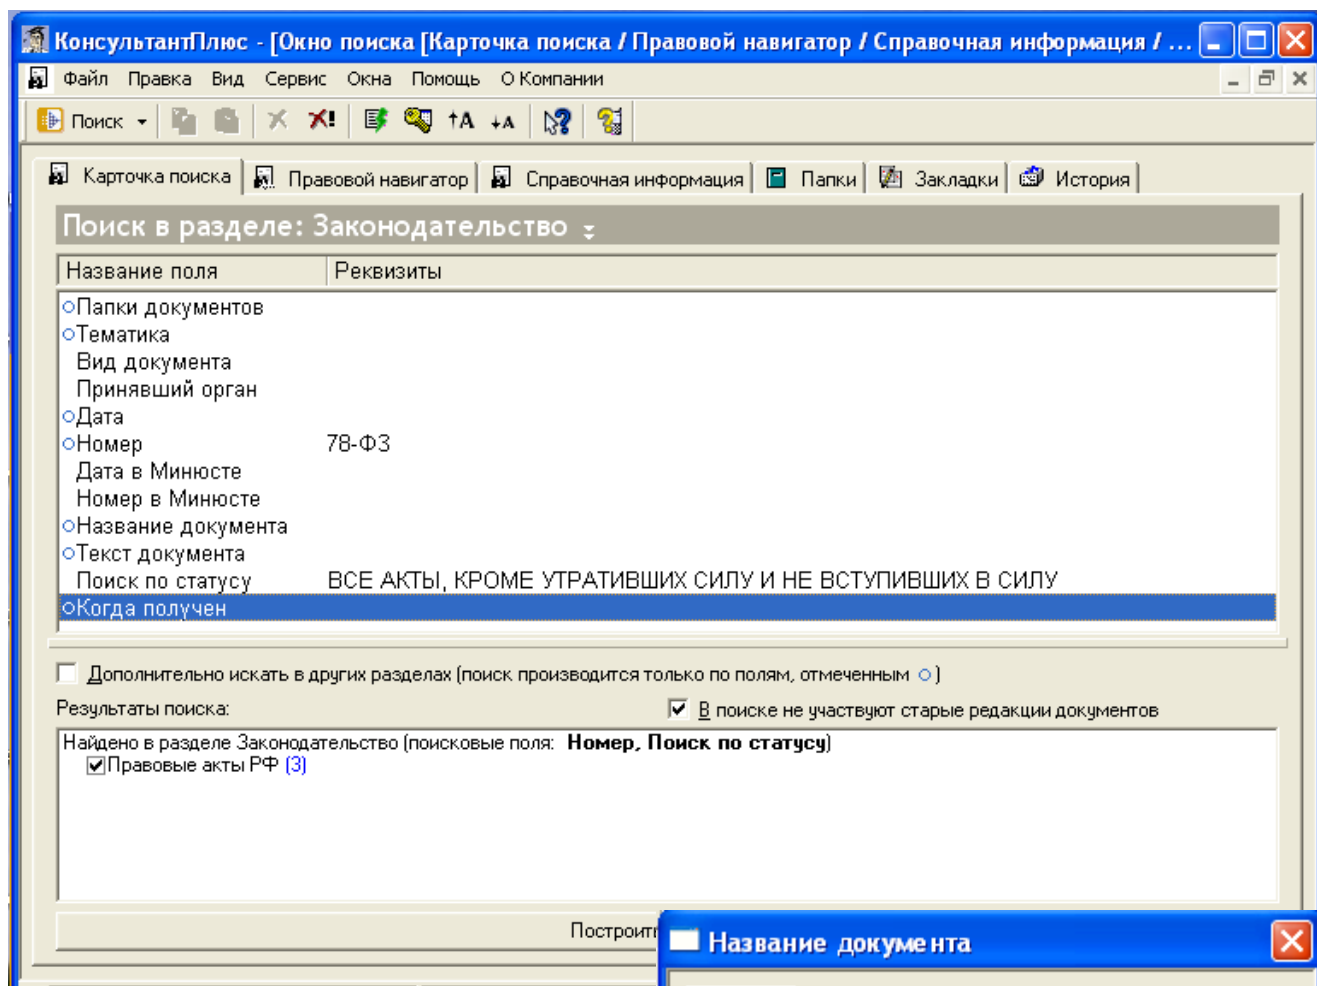 КонсультантПлюс - [Окно поиска [Карточка поиска / Правовой навигатор / Справочная информация / ...
Файл Правка Вид Сервис Окна Помощь О Компании
Поиск
Карточка поиска Правовой навигатор Справочная информация Папки Закладки История
Поиск в разделе: Законодательство
Название поля Реквизиты
Папки документов
Тематика
Вид документа
Принявший орган
Дата
Номер 78-ФЗ
Дата в Минюсте
Номер в Минюсте
Название документа
Текст документа
Поиск по статусу ВСЕ АКТЫ, КРОМЕ УТРАТИВШИХ СИЛУ И НЕ ВСТУПИВШИХ В СИЛУ
Когда получен
Дополнительно искать в других разделах (поиск производится только по полям, отмеченным ○)
Результаты поиска: В поиске не участвуют старые редакции документов
Найдено в разделе Законодательство (поисковые поля: Номер, Поиск по статусу)
Правовые акты РФ (3)
Построить
Название документа